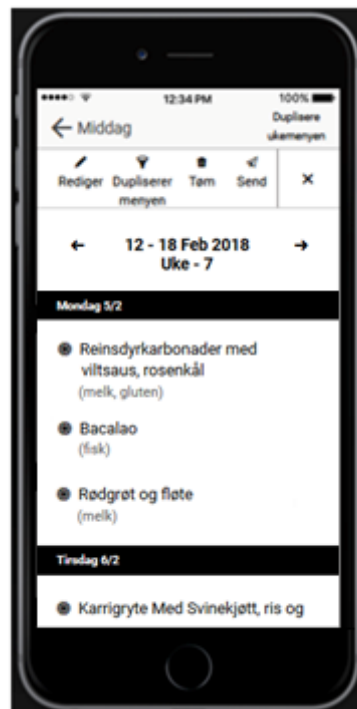 12:34 PM
100%
Middag
Duplisere
ukemenyen
Rediger
Dupliserer
menyen
Tøm
Send
12 - 18 Feb 2018
Uke - 7
Mondag 5/2
Reinsdyrkarbonader med
viltsaus, rosenkål
(melk, gluten)
Bacalao
(fisk)
Rødgrøt og fløte
(melk)
Tirsdag 6/2
Karrigryte Med Svinekjøtt, ris og